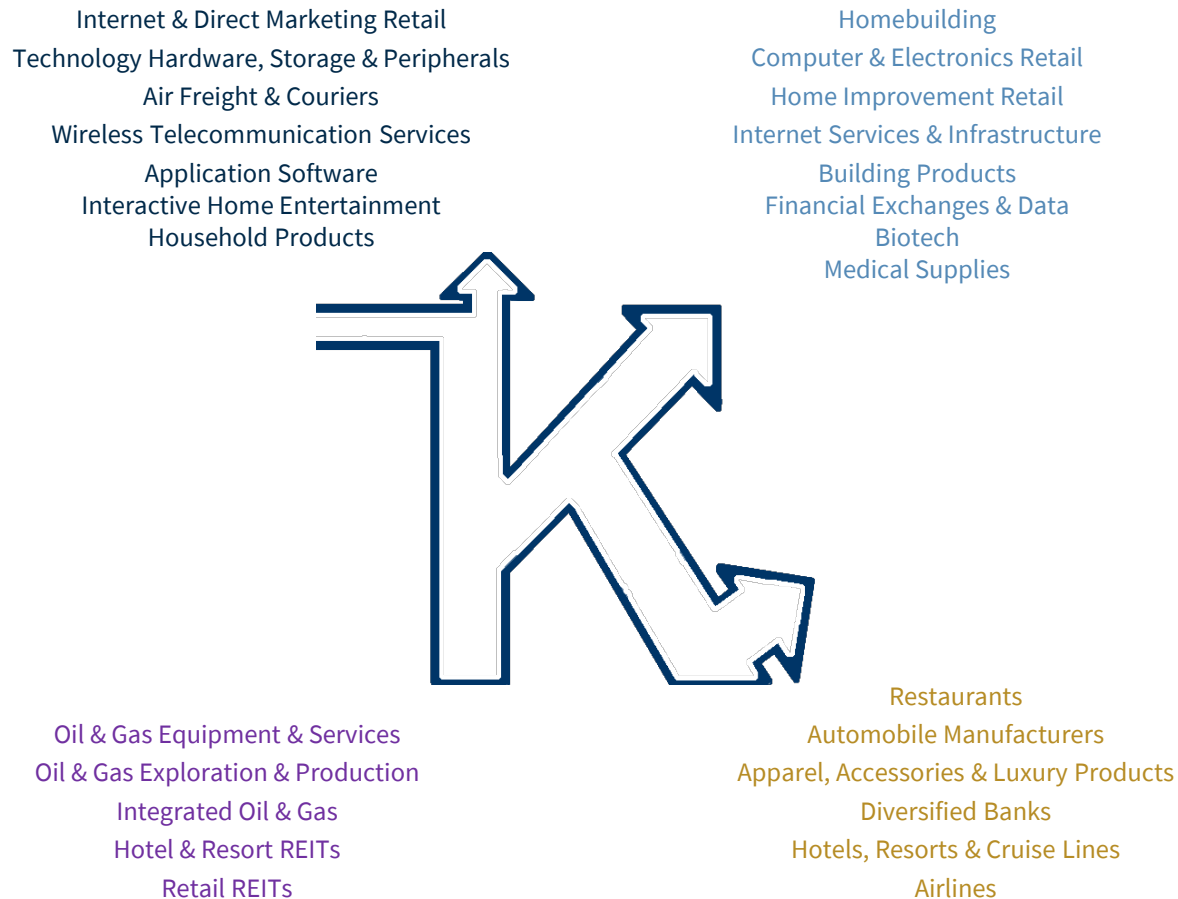 Internet & Direct Marketing Retail
Technology Hardware, Storage & Peripherals
Air Freight & Couriers
Wireless Telecommunication Services
Application Software
Interactive Home Entertainment
Household Products
Homebuilding
Computer & Electronics Retail
Home Improvement Retail
Internet Services & Infrastructure
Building Products
Financial Exchanges & Data
Biotech
Medical Supplies
K
Oil & Gas Equipment & Services
Oil & Gas Exploration & Production
Integrated Oil & Gas
Hotel & Resort REITs
Retail REITs
Restaurants
Automobile Manufacturers
Apparel, Accessories & Luxury Products
Diversified Banks
Hotels, Resorts & Cruise Lines
Airlines